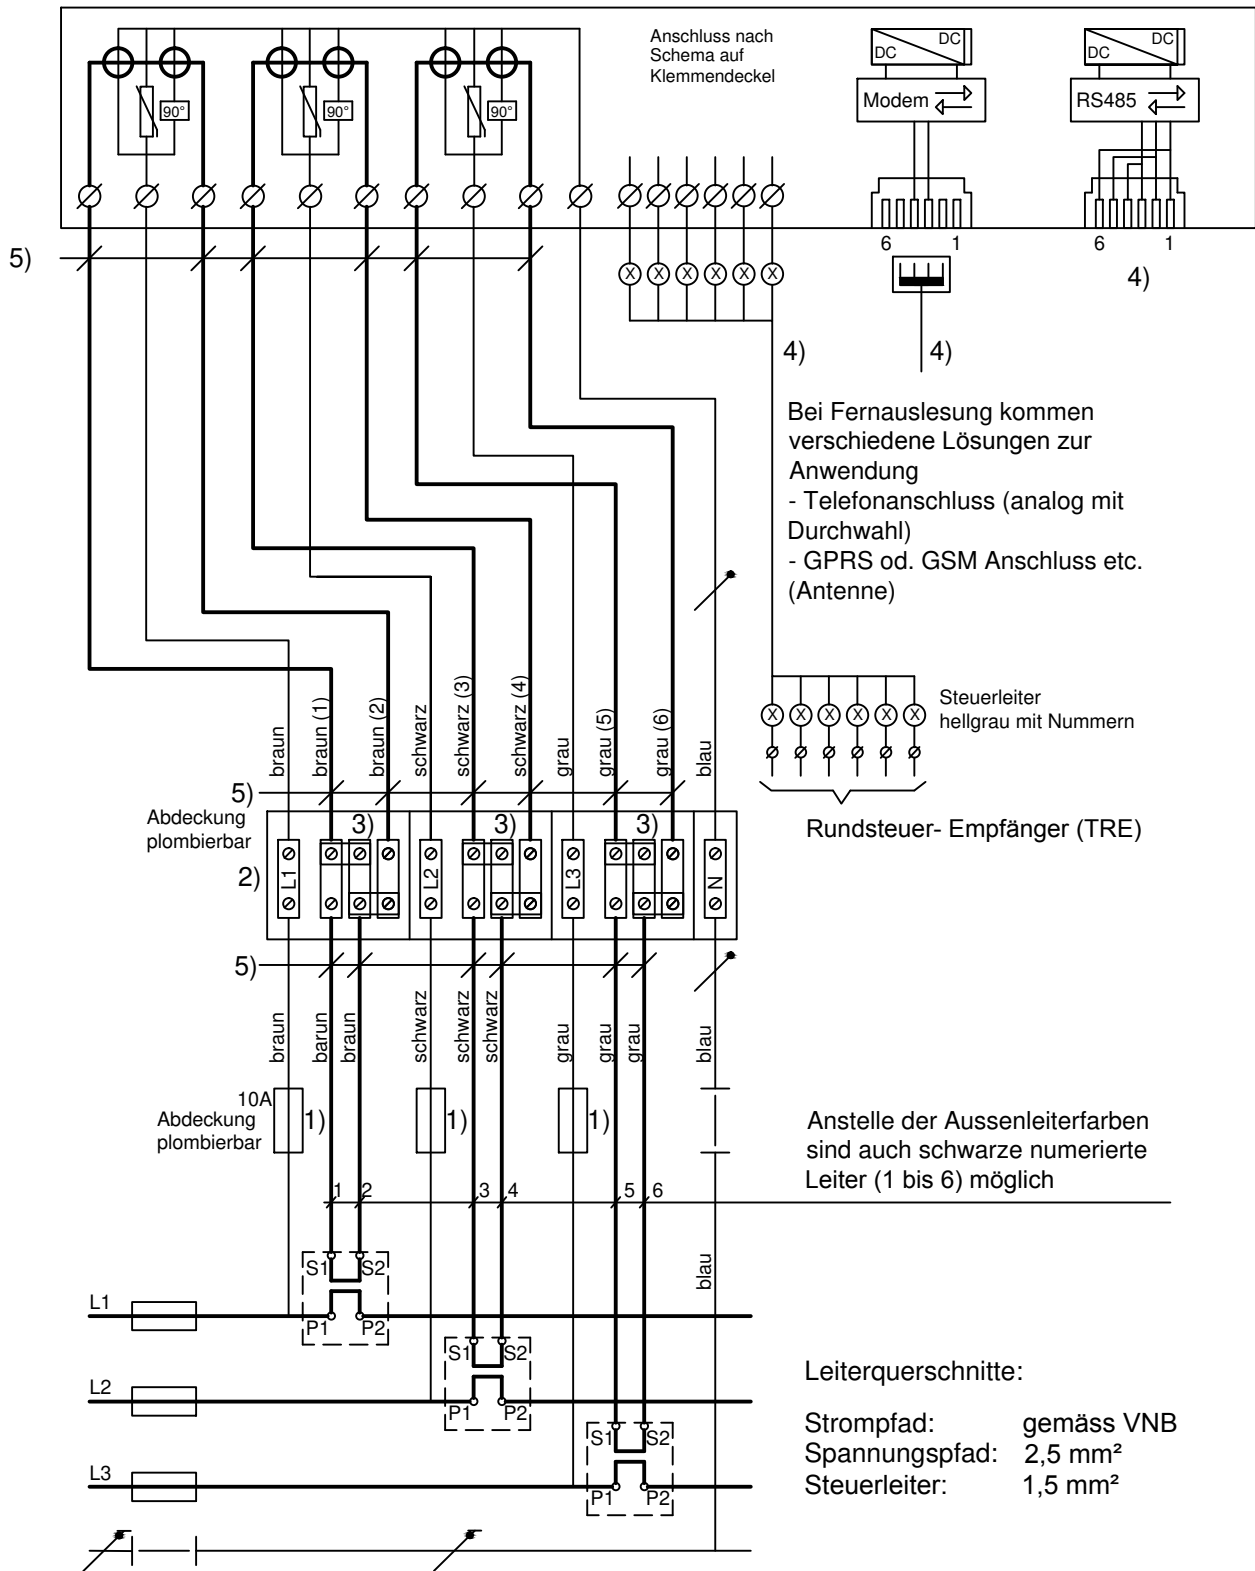 Anschluss nach
Schema auf
Klemmendeckel
DC
DC
DC
DC
Modem
RS485
90°
90°
90°
6
1
6
1
5)
4)
4)
4)
Bei Fernauslesung kommen
verschiedene Lösungen zur
Anwendung
- Telefonanschluss (analog mit
Durchwahl)
- GPRS od. GSM Anschluss etc.
(Antenne)
X X X X X X
X X X X X X
Steuerleiter
hellgrau mit Nummern
Rundsteuer- Empfänger (TRE)
braun
braun (1)
braun (2)
schwarz
schwarz (3)
schwarz (4)
grau
grau (5)
grau (6)
blau
5)
Abdeckung
plombierbar
3)
3)
3)
2)
L1
L2
L3
N
5)
braun
barun
braun
schwarz
schwarz
schwarz
grau
grau
grau
blau
10A
Abdeckung
plombierbar
1)
1)
1)
Anstelle der Aussenleiterfarben
sind auch schwarze numerierte
Leiter (1 bis 6) möglich
1 2 3 4 5 6
blau
S1 S2
L1
P1 P2
S1 S2
L2
P1 P2
S1 S2
L3
P1 P2
Leiterquerschnitte:
Strompfad: gemäss VNB
Spannungspfad: 2,5 mm²
Steuerleiter: 1,5 mm²